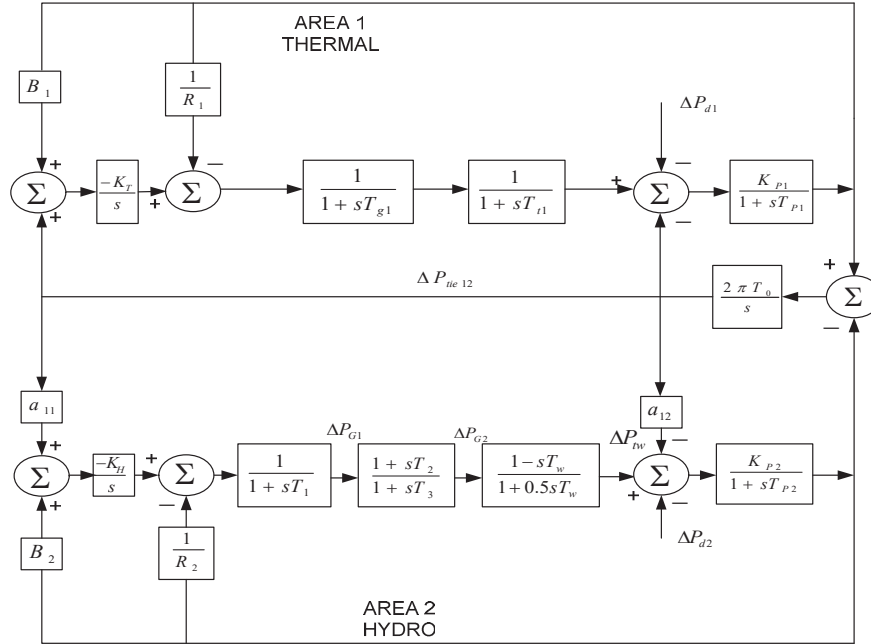 AREA 1
THERMAL
B 1
1
R 1
Δ P d1
+
−
−
Σ
−K T
s
+
Σ
1
1 + sT g1
1
1 + sT t1
+
Σ
K P1
1 + sT P1
+
−
Δ P tie 12
2 π T 0
s
+
Σ
−
a 11
a 12
ΔP G1
ΔP G2
ΔP tw
−
+
+
Σ
−K H
s
+
Σ
1
1 + sT 1
1 + sT 2
1 + sT 3
1 − sT w
1 + 0.5sT w
Σ
K P2
1 + sT P2
+
−
+
−
B 2
1
R 2
ΔP d2
AREA 2
HYDRO